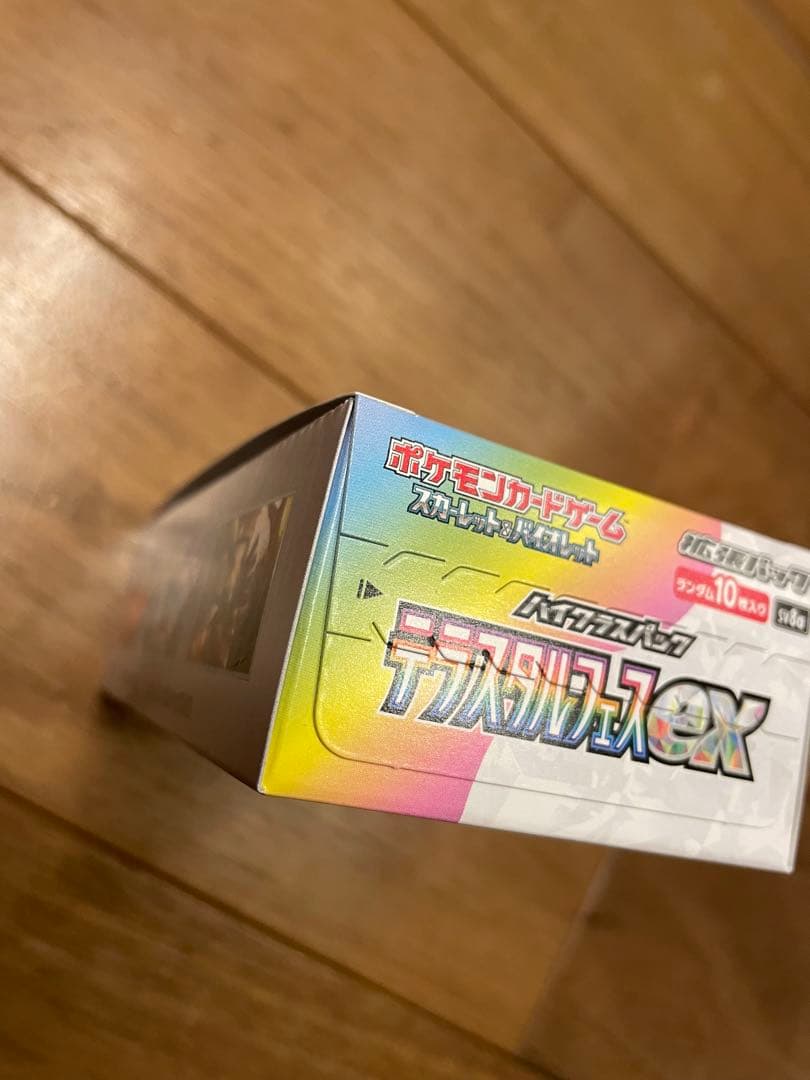 ポケモンカードゲーム
スカーレット&バイオレット
拡張パック
ランダム10枚入り
sv8a
ハイクラスパック
テラスタルフェスex